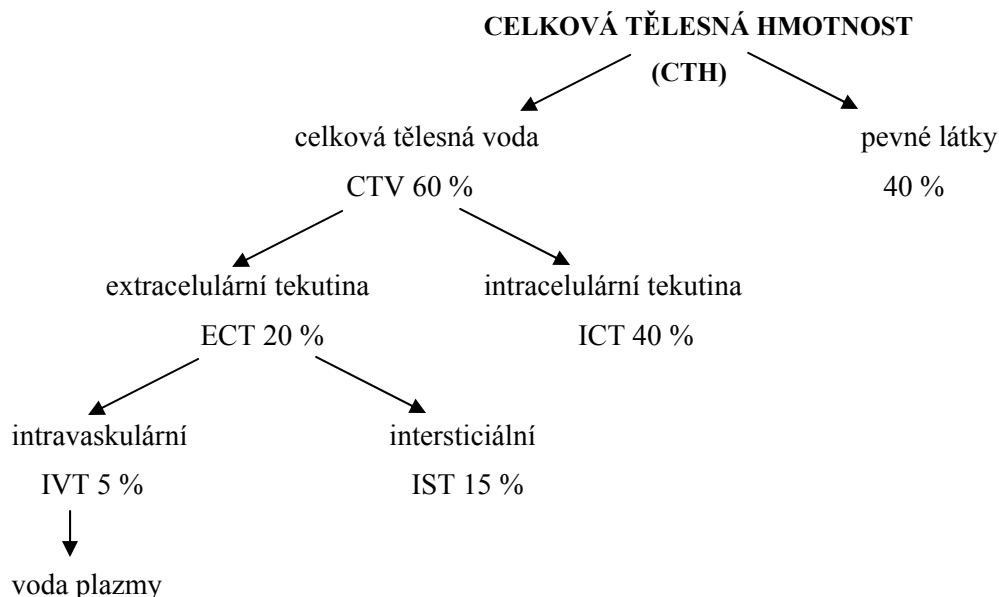 CELKOVÁ TĚLESNÁ HMOTNOST
(CTH)
celková tělesná voda
CTV 60 %
pevné látky
40 %
extracelulární tekutina
ECT 20 %
intracelulární tekutina
ICT 40 %
intravaskulární
IVT 5 %
intersticiální
IST 15 %
voda plazmy